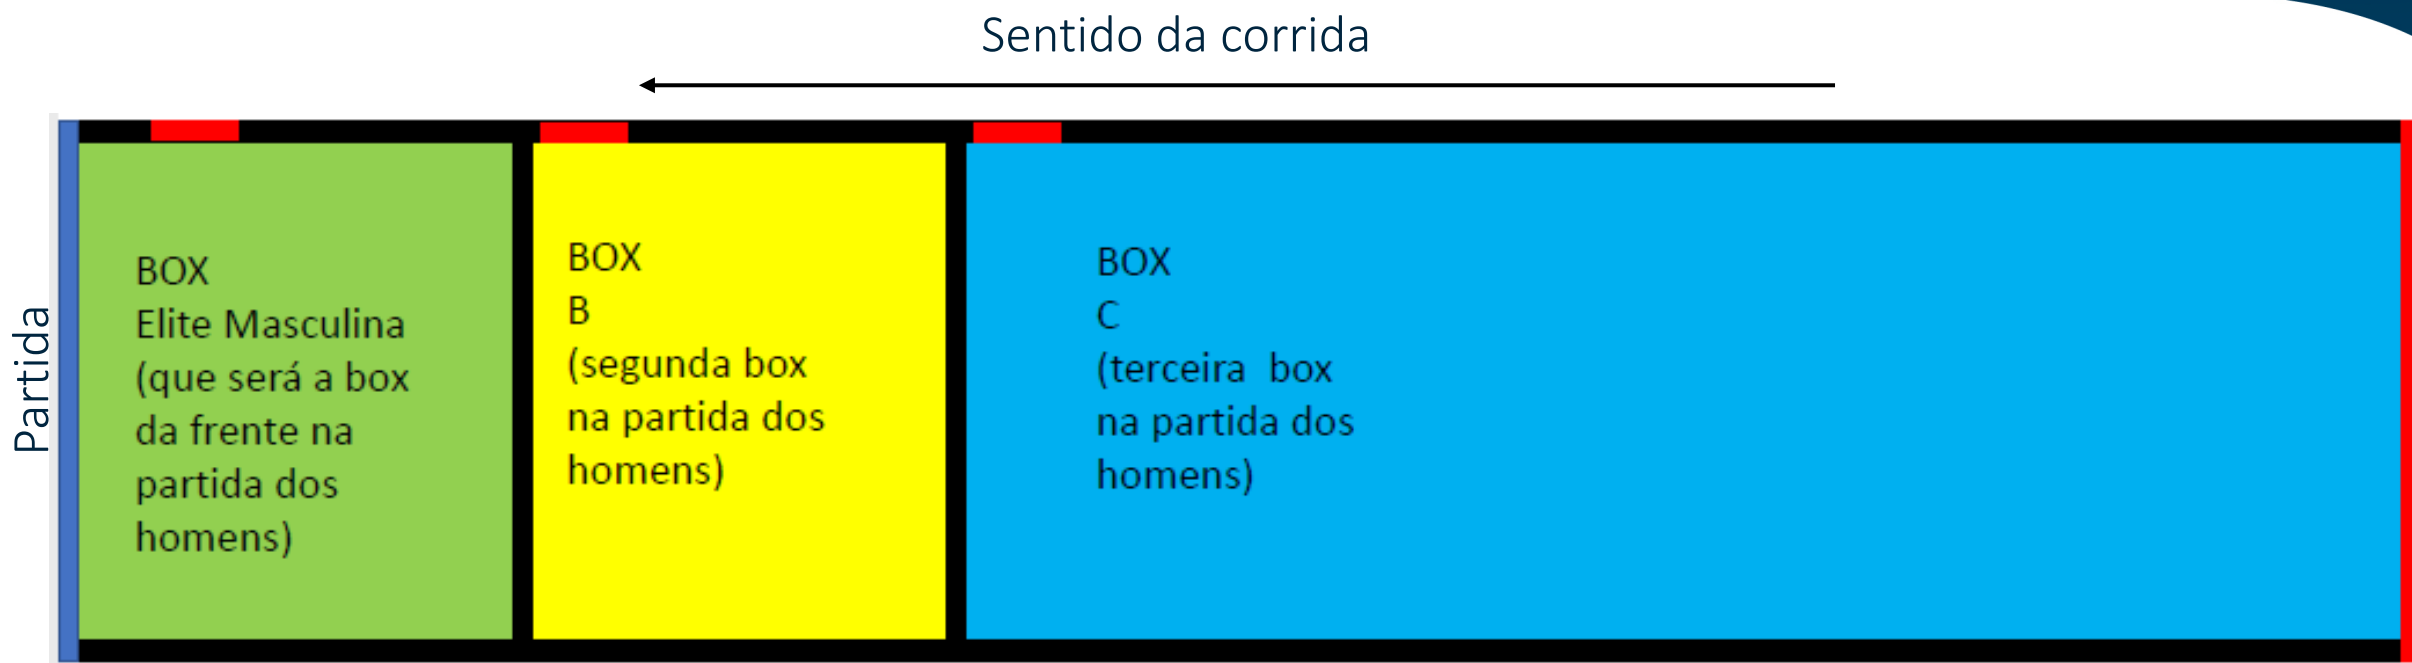 Sentido da corrida
Partida
BOX
Elite Masculina
(que será a box
da frente na
partida dos
homens)
BOX
B
(segunda box
na partida dos
homens)
BOX
C
(terceira  box
na partida dos
homens)